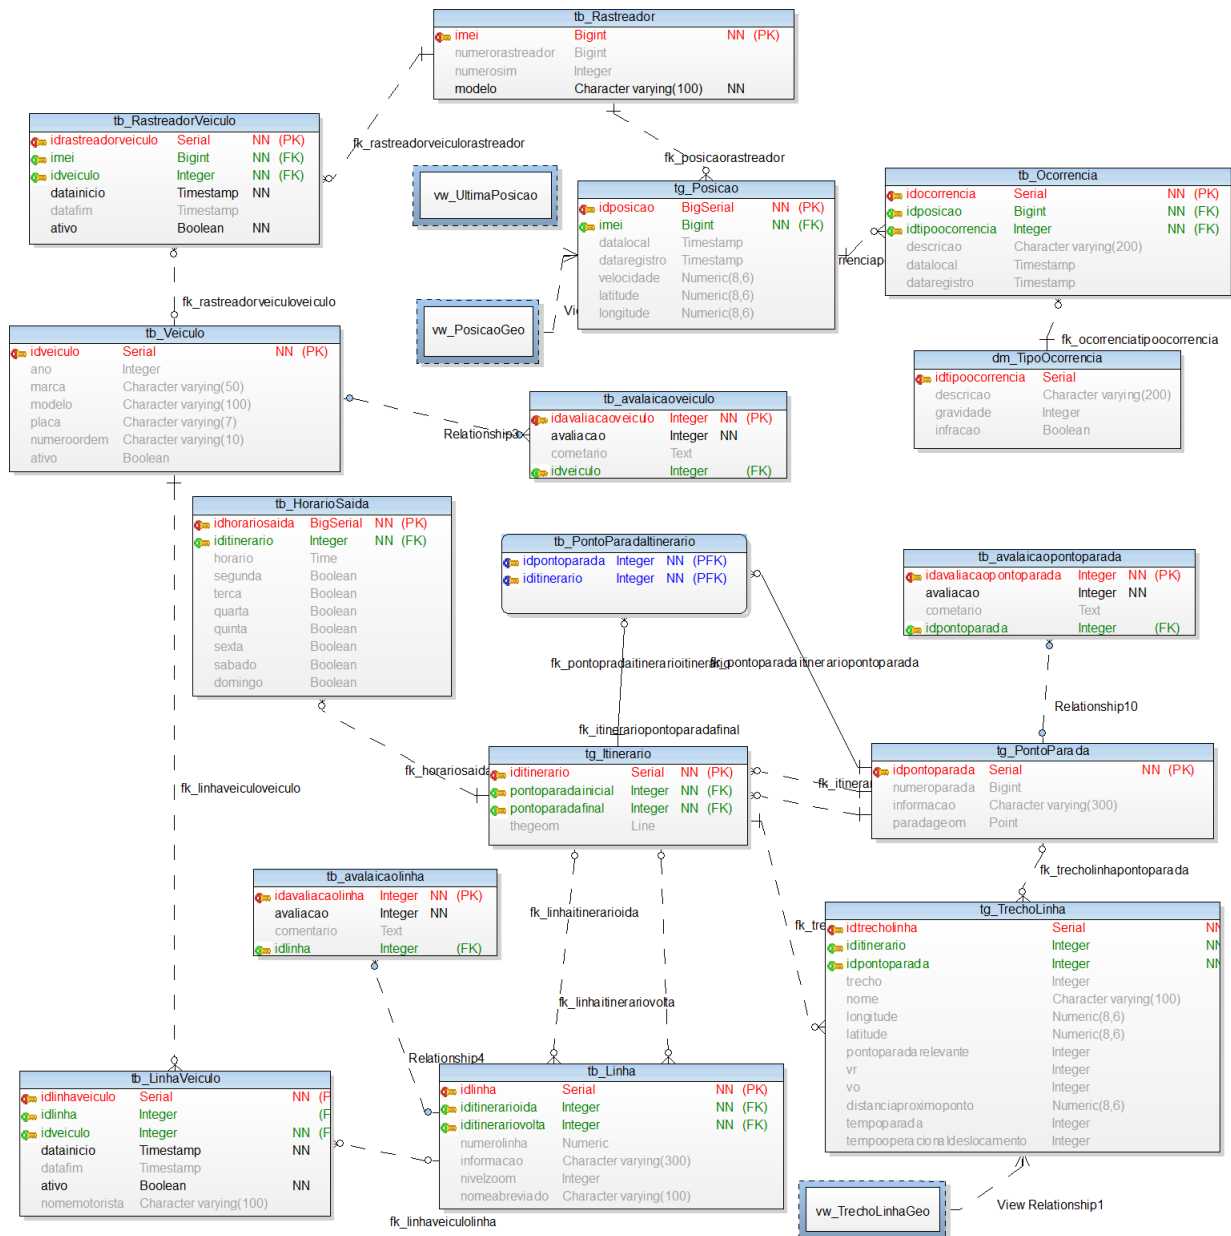 tb_Rastreador
imei Bigint NN (PK)
numerorastreador Bigint
numerosim Integer
modelo Character varying(100) NN
tb_RastreadorVeiculo
idrastreadorveiculo Serial NN (PK)
imei Bigint NN (FK)
idveiculo Integer NN (FK)
datainicio Timestamp NN
datafim Timestamp
ativo Boolean NN
fk_rastreadorveiculorastreador
fk_posicaorastreador
vw_UltimaPosicao
tg_Posicao
idposicao BigSerial NN (PK)
imei Bigint NN (FK)
datalocal Timestamp
dataregistro Timestamp
velocidade Numeric(8,6)
latitude Numeric(8,6)
longitude Numeric(8,6)
tb_Ocorrencia
idocorrencia Serial NN (PK)
idposicao Bigint NN (FK)
idtipoocorrencia Integer NN (FK)
descricao Character varying(200)
datalocal Timestamp
dataregistro Timestamp
rrenciap
vw_PosicaoGeo
Vi
fk_rastreadorveiculoveiculo
fk_ocorrenciatipoocorrencia
tb_Veiculo
idveiculo Serial NN (PK)
ano Integer
marca Character varying(50)
modelo Character varying(100)
placa Character varying(7)
numeroordem Character varying(10)
ativo Boolean
dm_TipoOcorrencia
idtipoocorrencia Serial
descricao Character varying(200)
gravidade Integer
infracao Boolean
tb_avalaicaoveiculo
idavaliacaoveiculo Integer NN (PK)
avaliacao Integer NN
cometario Text
idveiculo Integer (FK)
Relationship3
tb_HorarioSaida
idhorariosaida BigSerial NN (PK)
iditinerario Integer NN (FK)
horario Time
segunda Boolean
terca Boolean
quarta Boolean
quinta Boolean
sexta Boolean
sabado Boolean
domingo Boolean
tb_PontoParadaItinerario
idpontoparada Integer NN (PFK)
iditinerario Integer NN (PFK)
tb_avalaicaopontoparada
idavaliacaopontoparada Integer NN (PK)
avaliacao Integer NN
cometario Text
idpontoparada Integer (FK)
fk_pontopradaitinerarioitinerario
fk_pontoparadaitinerariopontoparada
Relationship10
fk_itinerariopontoparadafinal
fk_horariosaida
fk_linhaveiculoveiculo
tg_Itinerario
iditinerario Serial NN (PK)
pontoparadainicial Integer NN (FK)
pontoparadafinal Integer NN (FK)
thegeom Line
fk_itinerar
tg_PontoParada
idpontoparada Serial NN (PK)
numeroparada Bigint
informacao Character varying(300)
paradageom Point
fk_trecholinhapontoparada
tb_avalaicaolinha
idavaliacaolinha Integer NN (PK)
avaliacao Integer NN
comentario Text
idlinha Integer (FK)
fk_linhaitinerarioida
fk_linhaitinerariovolta
fk_tre
tg_TrechoLinha
idtrecholinha Serial NN
iditinerario Integer NN
idpontoparada Integer NN
trecho Integer
nome Character varying(100)
longitude Numeric(8,6)
latitude Numeric(8,6)
pontoparadarelevante Integer
vr Integer
vo Integer
distanciaproximoponto Numeric(8,6)
tempoparada Integer
tempooperacionaldeslocamento Integer
Relationship4
tb_LinhaVeiculo
idlinhaveiculo Serial NN (P
idlinha Integer (F
idveiculo Integer NN (F
datainicio Timestamp NN
datafim Timestamp
ativo Boolean NN
nomemotorista Character varying(100)
tb_Linha
idlinha Serial NN (PK)
iditinerarioida Integer NN (FK)
iditinerariovolta Integer NN (FK)
numerolinha Numeric
informacao Character varying(300)
nivelzoom Integer
nomeabreviado Character varying(100)
fk_linhaveiculolinha
vw_TrechoLinhaGeo
View Relationship1